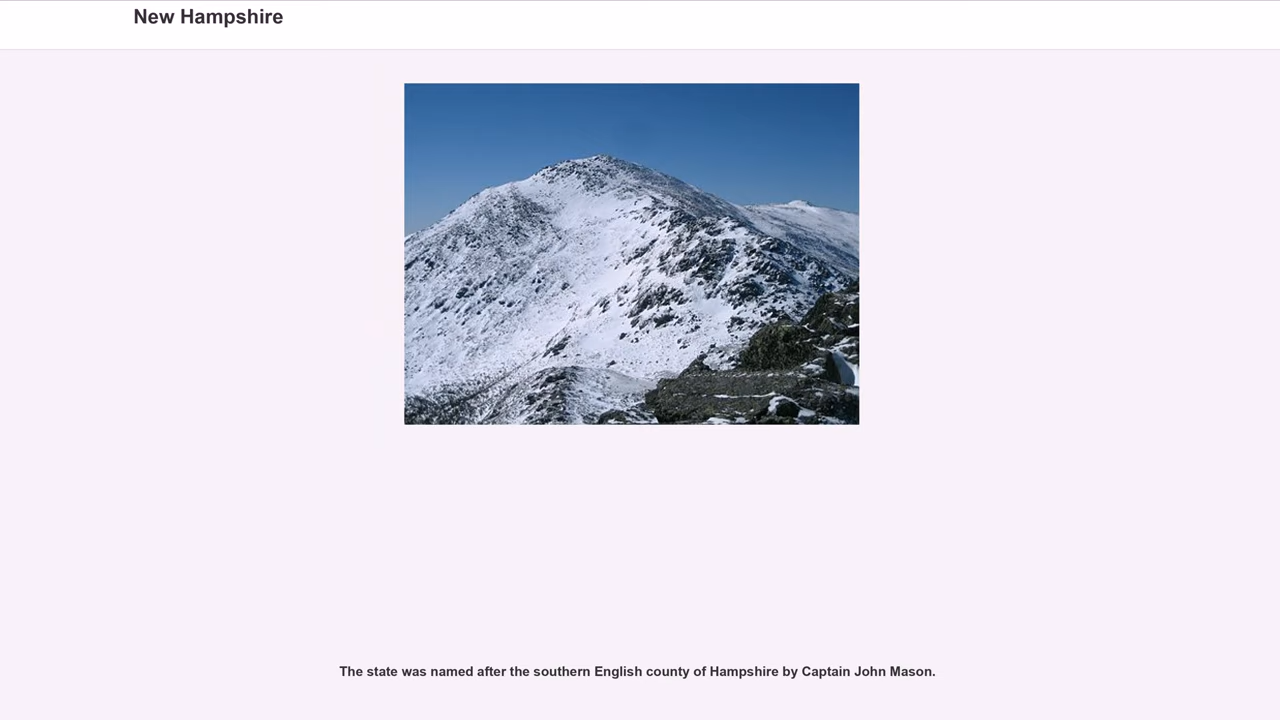 New Hampshire
The state was named after the southern English county of Hampshire by Captain John Mason.